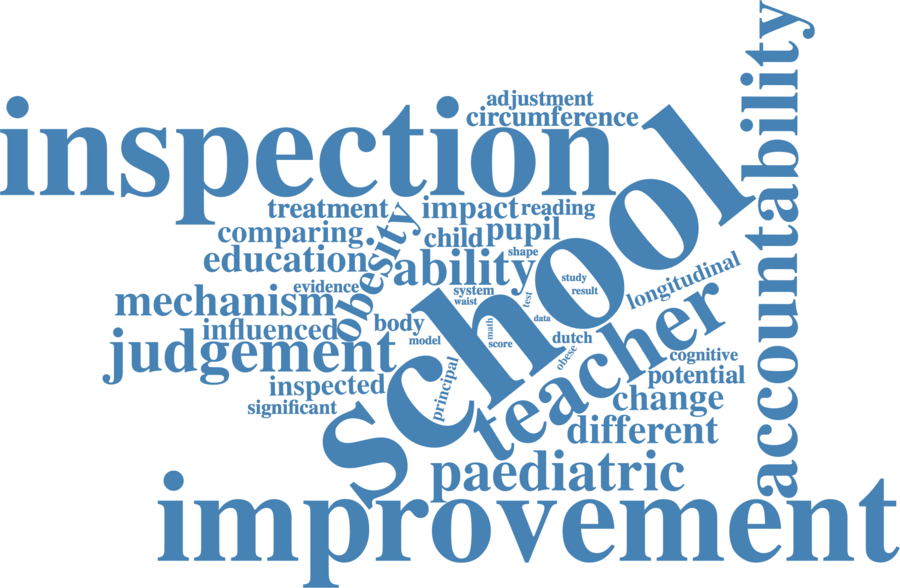 accountability
adjustment
circumference
inspection
school
treatment
impact
reading
comparing
obesity
child
pupil
education
ability
shape
longitudinal
evidence
system
study
result
mechanism
waist
test
teacher
influenced
body
data
math
judgement
model
score
dutch
obese
cognitive
inspected
principal
potential
significant
change
different
paediatric
improvement